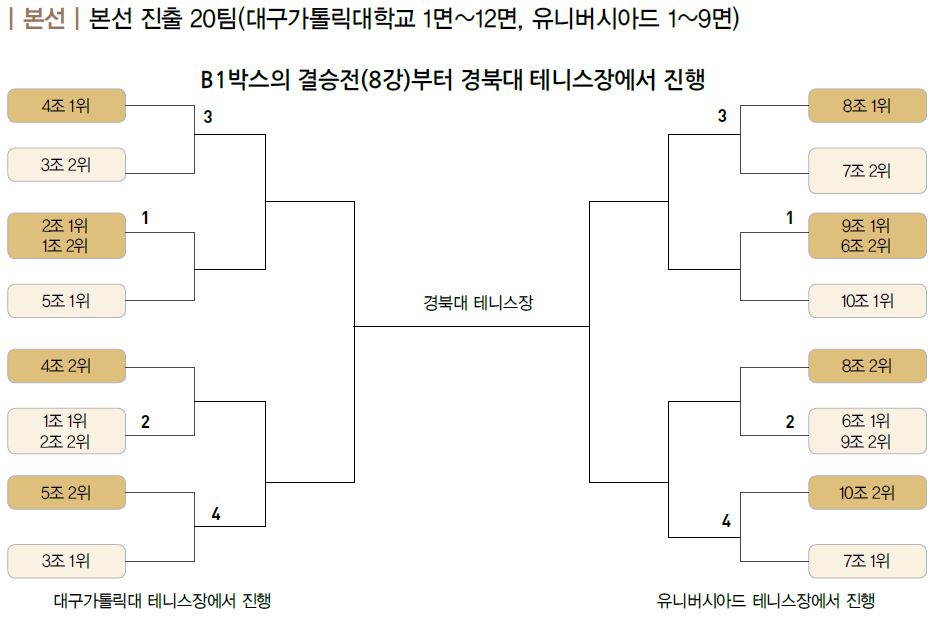 | 본선 | 본선 진출 20팀(대구가톨릭대학교 1면~12면, 유니버시아드 1~9면)
B1박스의 결승전(8강)부터 경북대 테니스장에서 진행
4조 1위
3
3조 2위
2조 1위
1조 2위
1
5조 1위
4조 2위
1조 1위
2조 2위
2
5조 2위
4
3조 1위
대구가톨릭대 테니스장에서 진행
경북대 테니스장
3
8조 1위
7조 2위
1
9조 1위
6조 2위
10조 1위
8조 2위
2
6조 1위
9조 2위
10조 2위
4
7조 1위
유니버시아드 테니스장에서 진행